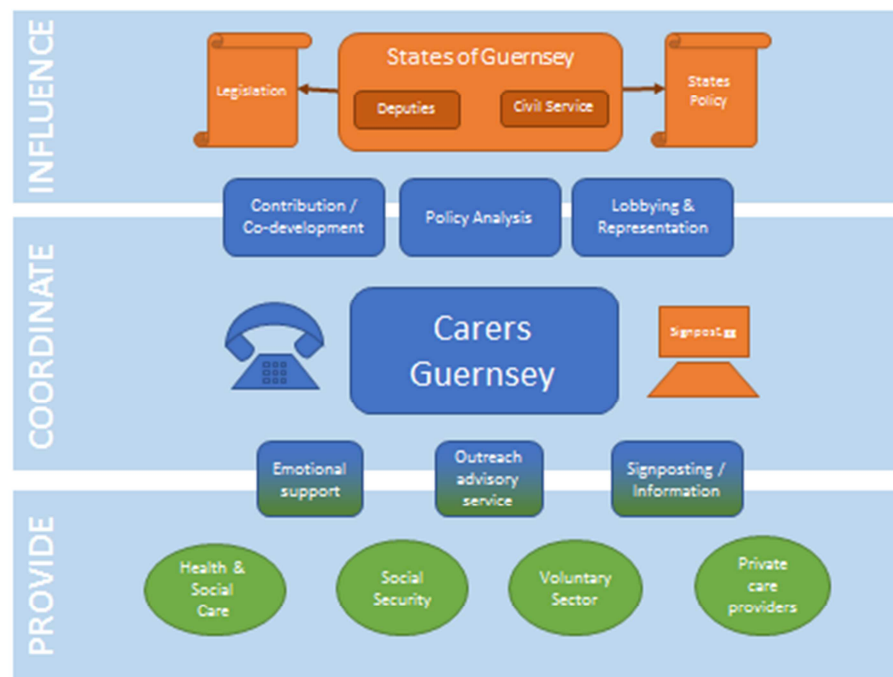 INFLUENCE
States of Guernsey
Legislation
Deputies
Civil Service
States
Policy
Contribution /
Co-development
Policy Analysis
Lobbying &
Representation
COORDINATE
Carers
Guernsey
Signpost.gg
Emotional
support
Outreach
advisory
service
Signposting /
Information
PROVIDE
Health &
Social
Care
Social
Security
Voluntary
Sector
Private
care
providers